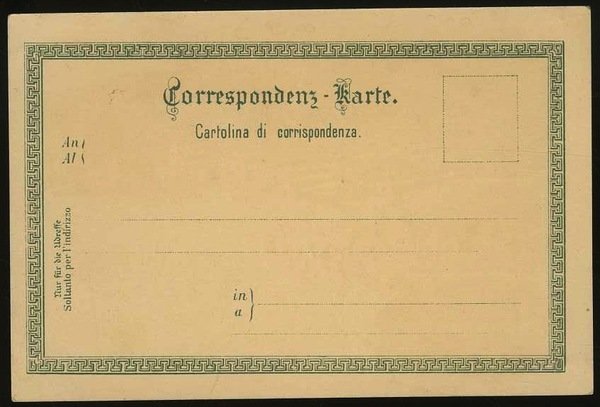 Correspondenz-Karte.
Cartolina di corrispondenza.
An
Al
Nur für die Adresse
Soltanto per l'indirizzo
in
a